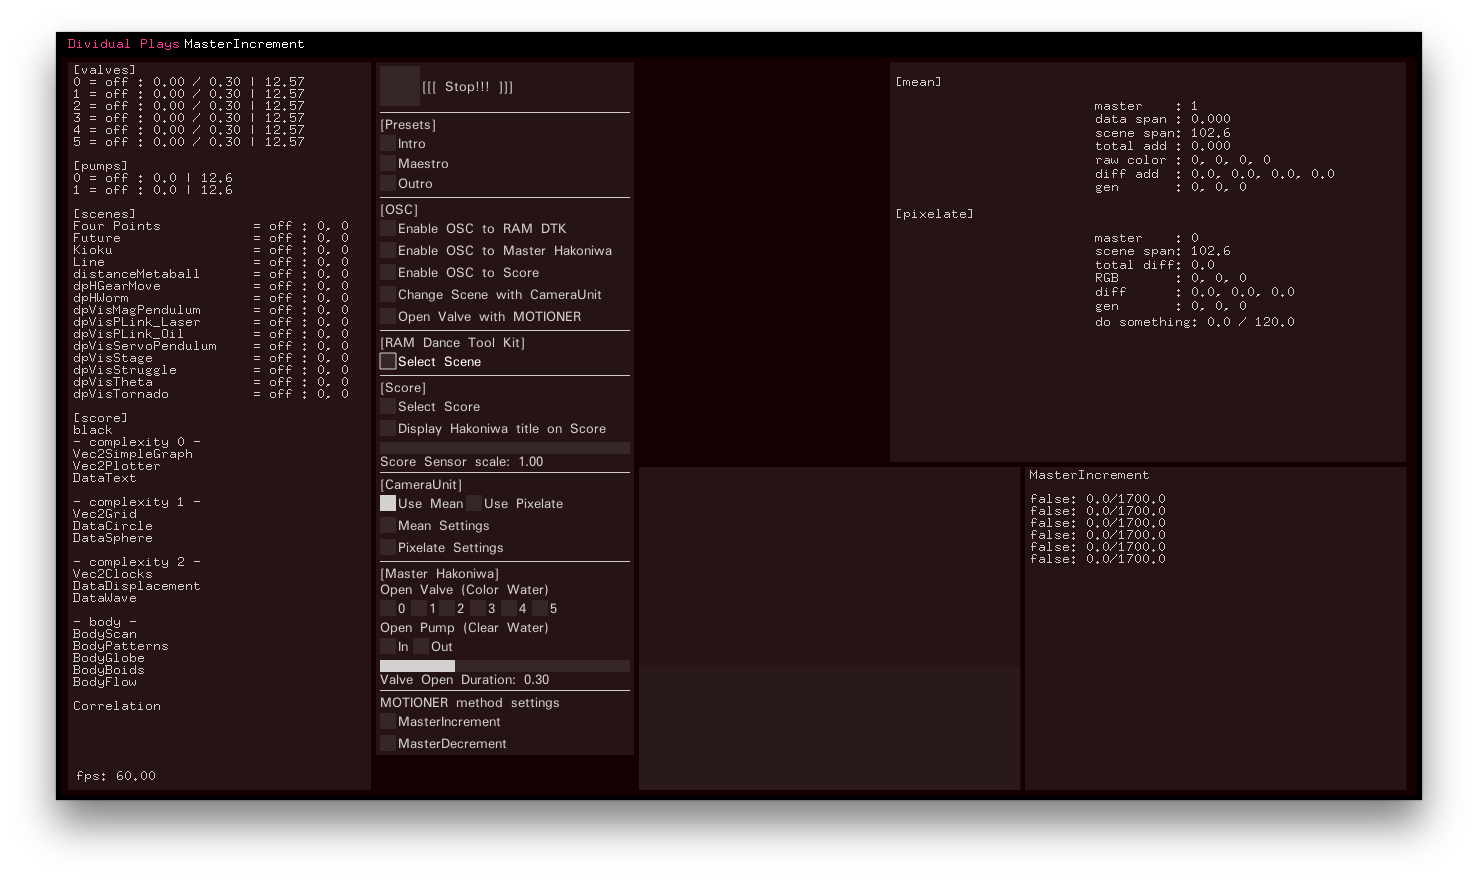 Dividual Plays MasterIncrement
[valves]
0 = off : 0.00 / 0.30 | 12.57
1 = off : 0.00 / 0.30 | 12.57
2 = off : 0.00 / 0.30 | 12.57
3 = off : 0.00 / 0.30 | 12.57
4 = off : 0.00 / 0.30 | 12.57
5 = off : 0.00 / 0.30 | 12.57
[pumps]
0 = off : 0.0 | 12.6
1 = off : 0.0 | 12.6
[scenes]
Four Points = off : 0, 0
Future = off : 0, 0
Kioku = off : 0, 0
Line = off : 0, 0
distanceMetaball = off : 0, 0
dpHGearMove = off : 0, 0
dpHWorm = off : 0, 0
dpVisMagPendulum = off : 0, 0
dpVisPLink_Laser = off : 0, 0
dpVisPLink_Oil = off : 0, 0
dpVisServoPendulum = off : 0, 0
dpVisStage = off : 0, 0
dpVisStruggle = off : 0, 0
dpVisTheta = off : 0, 0
dpVisTornado = off : 0, 0
[score]
black
- complexity 0 -
Vec2SimpleGraph
Vec2Plotter
DataText
- complexity 1 -
Vec2Grid
DataCircle
DataSphere
- complexity 2 -
Vec2Clocks
DataDisplacement
DataWave
- body -
BodyScan
BodyPatterns
BodyGlobe
BodyBoids
BodyFlow
Correlation
fps: 60.00
[[[ Stop!!! ]]]
[Presets]
Intro
Maestro
Outro
[OSC]
Enable OSC to RAM DTK
Enable OSC to Master Hakoniwa
Enable OSC to Score
Change Scene with CameraUnit
Open Valve with MOTIONER
[RAM Dance Tool Kit]
Select Scene
[Score]
Select Score
Display Hakoniwa title on Score
Score Sensor scale: 1.00
[CameraUnit]
Use Mean Use Pixelate
Mean Settings
Pixelate Settings
[Master Hakoniwa]
Open Valve (Color Water)
0 1 2 3 4 5
Open Pump (Clear Water)
In Out
Valve Open Duration: 0.30
MOTIONER method settings
MasterIncrement
MasterDecrement
[mean]
master : 1
data span : 0.000
scene span: 102.6
total add : 0.000
raw color : 0, 0, 0, 0
diff add : 0.0, 0.0, 0.0, 0.0
gen : 0, 0, 0
[pixelate]
master : 0
scene span: 102.6
total diff: 0.0
RGB : 0, 0, 0
diff : 0.0, 0.0, 0.0
gen : 0, 0, 0
do something: 0.0 / 120.0
MasterIncrement
false: 0.0/1700.0
false: 0.0/1700.0
false: 0.0/1700.0
false: 0.0/1700.0
false: 0.0/1700.0
false: 0.0/1700.0